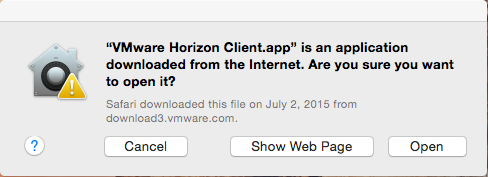 “VMware Horizon Client.app” is an application
downloaded from the Internet. Are you sure you want
to open it?
Safari downloaded this file on July 2, 2015 from
download3.vmware.com.
? Cancel Show Web Page Open